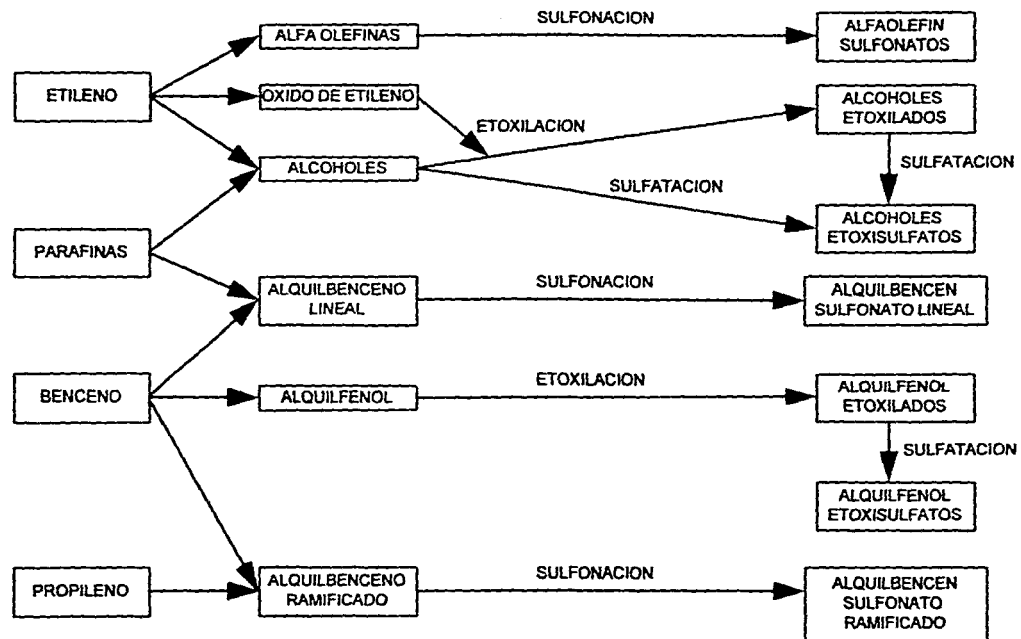 SULFONACION
ALFA OLEFINAS
ALFAOLEFIN
SULFONATOS
ETILENO
OXIDO DE ETILENO
ETOXILACION
ALCOHOLES
ETOXILADOS
ALCOHOLES
SULFATACION
SULFATACION
ALCOHOLES
ETOXISULFATOS
PARAFINAS
ALQUILBENCENO
LINEAL
SULFONACION
ALQUILBENCEN
SULFONATO LINEAL
BENCENO
ALQUILFENOL
ETOXILACION
ALQUILFENOL
ETOXILADOS
SULFATACION
ALQUILFENOL
ETOXISULFATOS
PROPILENO
ALQUILBENCENO
RAMIFICADO
SULFONACION
ALQUILBENCEN
SULFONATO
RAMIFICADO